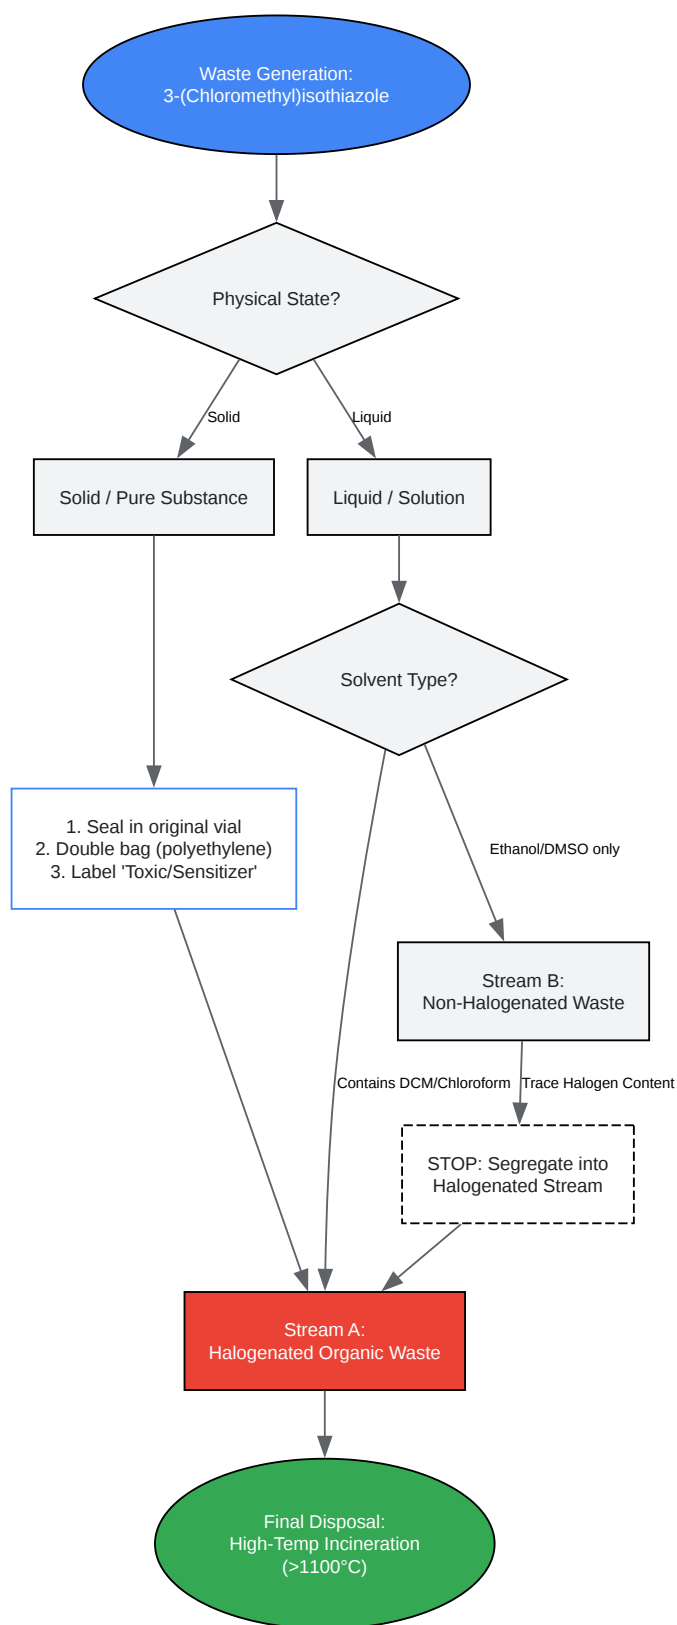 Waste Generation:
3-(Chloromethyl)isothiazole
Physical State?
Solid
Liquid
Solid / Pure Substance
Liquid / Solution
Solvent Type?
1. Seal in original vial
2. Double bag (polyethylene)
3. Label 'Toxic/Sensitizer'
Ethanol/DMSO only
Stream B:
Non-Halogenated Waste
Contains DCM/Chloroform
Trace Halogen Content
STOP: Segregate into
Halogenated Stream
Stream A:
Halogenated Organic Waste
Final Disposal:
High-Temp Incineration
(>1100°C)